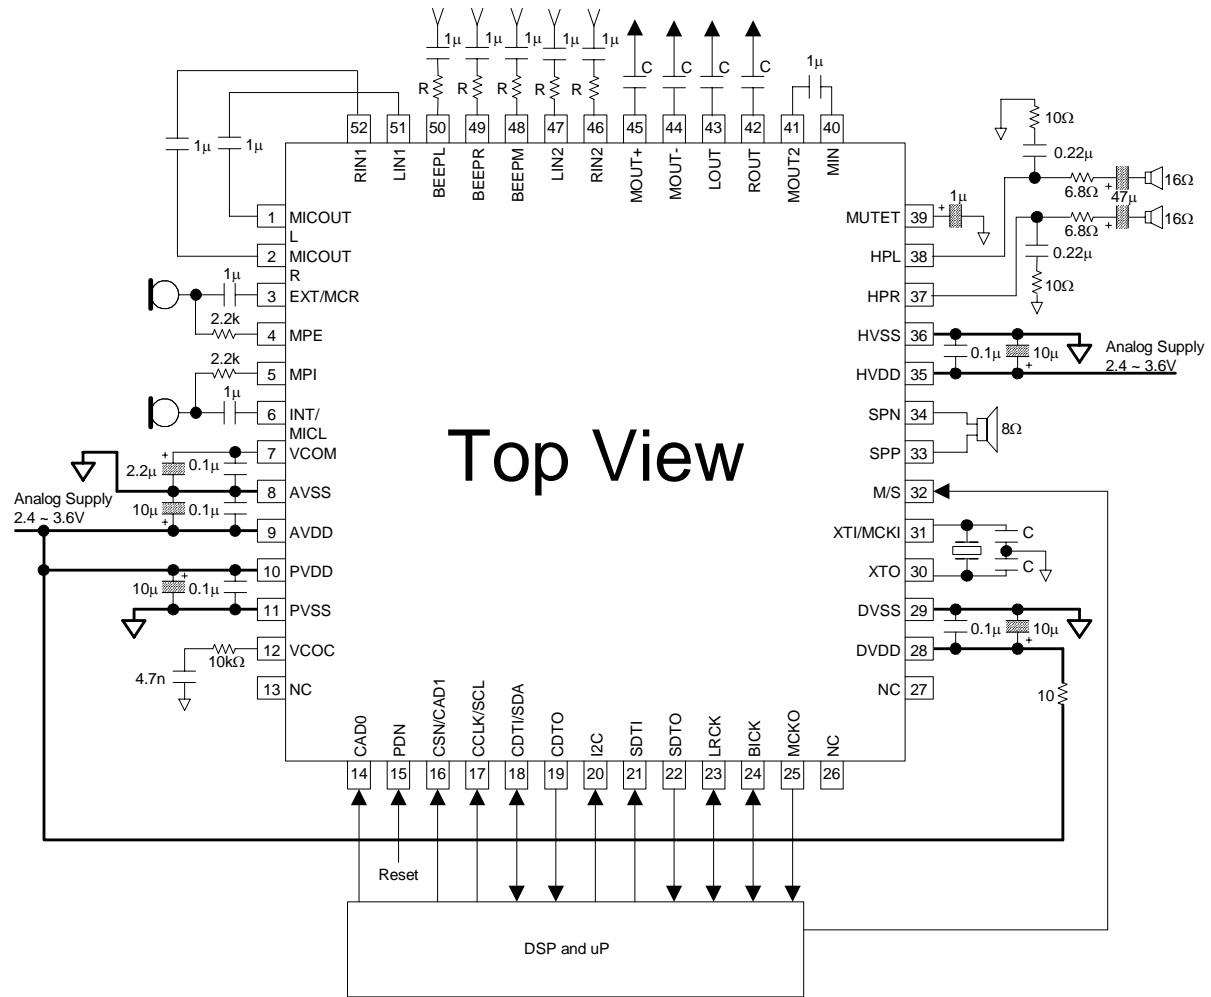 1μ 1μ 1μ 1μ 1μ
R R R R R
C C C C
1μ
1μ 1μ
52 51 50 49 48 47 46 45 44 43 42 41 40
RIN1 LIN1 BEEPL BEEPR BEEPM LIN2 RIN2 MOUT+ MOUT- LOUT ROUT MOUT2 MIN
10Ω
0.22μ
6.8Ω + 47μ 16Ω
6.8Ω + 16Ω
0.22μ
10Ω
1 MICOUT
L
2 MICOUT
R
1μ
3 EXT/MCR
2.2k
4 MPE
2.2k
5 MPI
1μ
6 INT/
MICL
7 VCOM
+ 2.2μ 0.1μ
8 AVSS
Analog Supply
2.4 ~ 3.6V
10μ 0.1μ
+
9 AVDD
10 PVDD
10μ + 0.1μ
11 PVSS
12 VCOC
10kΩ
4.7n
13 NC
Top View
MUTET 39 + 1μ
HPL 38
HPR 37
HVSS 36
0.1μ 10μ
+
Analog Supply
2.4 ~ 3.6V
HVDD 35
SPN 34
8Ω
SPP 33
M/S 32
XTI/MCKI 31
C
C
XTO 30
DVSS 29
0.1μ 10μ
+
DVDD 28
NC 27
10
CAD0 PDN CSN/CAD1 CCLK/SCL CDTI/SDA CDTO I2C SDTI SDTO LRCK BICK MCKO NC
14 15 16 17 18 19 20 21 22 23 24 25 26
Reset
DSP and uP